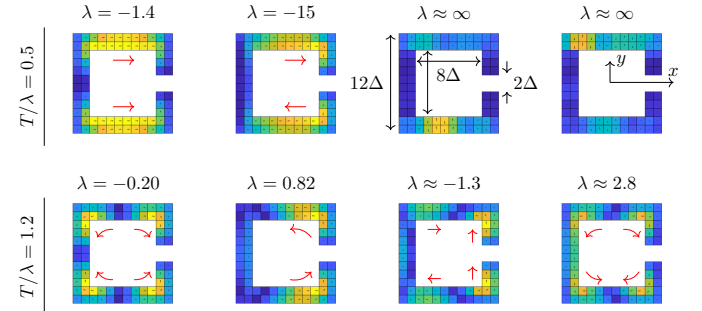 λ = −1.4
λ = −15
λ ≈ ∞
λ ≈ ∞
T/λ = 0.5
12Δ
8Δ
2Δ
y
x
λ = −0.20
λ = 0.82
λ ≈ −1.3
λ ≈ 2.8
T/λ = 1.2